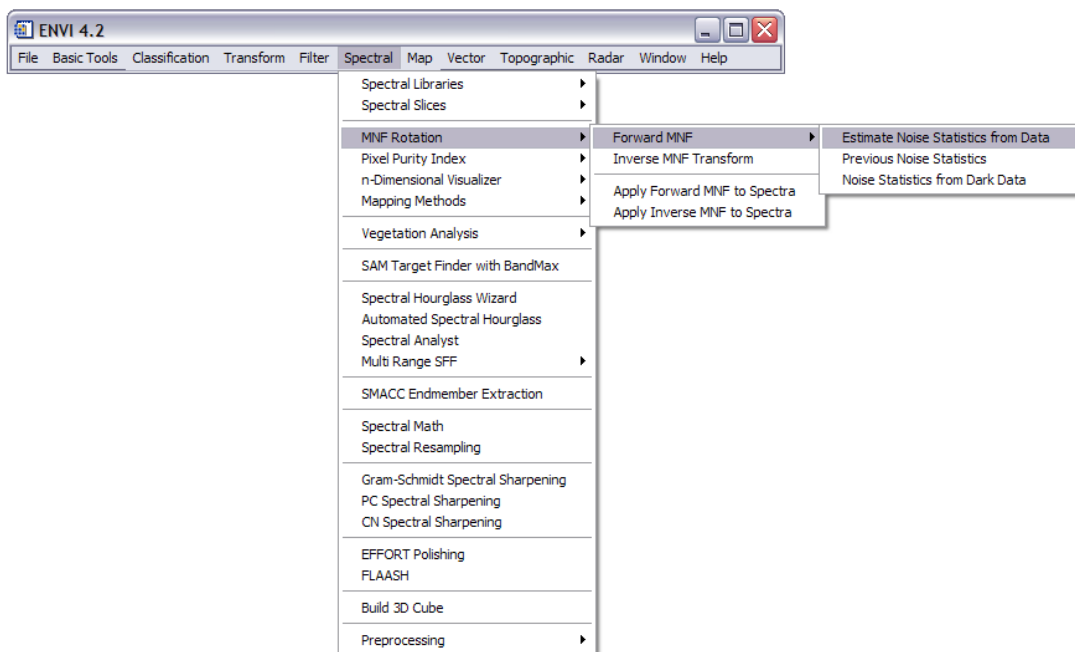 ENVI 4.2
File Basic Tools Classification Transform Filter Spectral Map Vector Topographic Radar Window Help
Spectral Libraries
Spectral Slices
MNF Rotation
Pixel Purity Index
n-Dimensional Visualizer
Mapping Methods
Vegetation Analysis
SAM Target Finder with BandMax
Spectral Hourglass Wizard
Automated Spectral Hourglass
Spectral Analyst
Multi Range SFF
SMACC Endmember Extraction
Spectral Math
Spectral Resampling
Gram-Schmidt Spectral Sharpening
PC Spectral Sharpening
CN Spectral Sharpening
EFFORT Polishing
FLAASH
Build 3D Cube
Preprocessing
Forward MNF
Inverse MNF Transform
Apply Forward MNF to Spectra
Apply Inverse MNF to Spectra
Estimate Noise Statistics from Data
Previous Noise Statistics
Noise Statistics from Dark Data